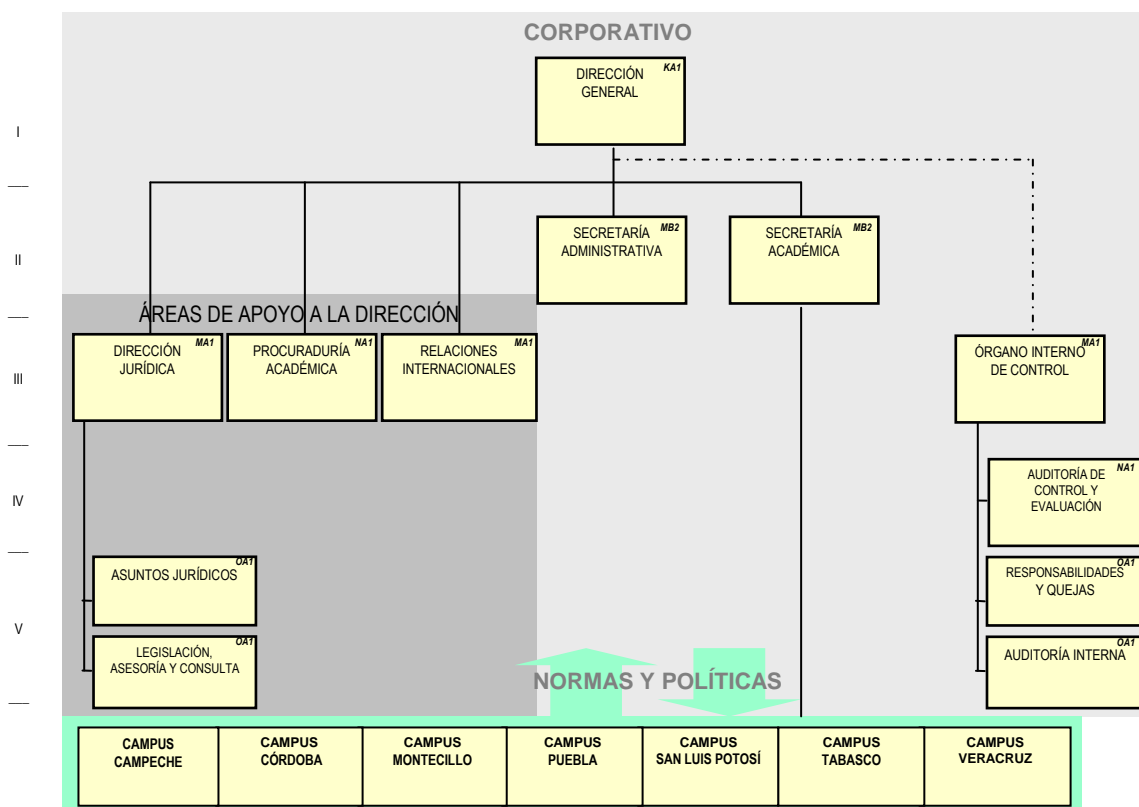 CORPORATIVO
DIRECCIÓN
GENERAL
KA1
I
SECRETARÍA
ADMINISTRATIVA
MB2
SECRETARÍA
ACADÉMICA
MB2
II
ÁREAS DE APOYO A LA DIRECCIÓN
DIRECCIÓN
JURÍDICA
MA1
PROCURADURÍA
ACADÉMICA
NA1
RELACIONES
INTERNACIONALES
MA1
ÓRGANO INTERNO
DE CONTROL
MA1
III
AUDITORÍA DE
CONTROL Y
EVALUACIÓN
NA1
IV
ASUNTOS JURÍDICOS
OA1
RESPONSABILIDADES
Y QUEJAS
OA1
V
LEGISLACIÓN,
ASESORÍA Y CONSULTA
OA1
AUDITORÍA INTERNA
OA1
NORMAS Y POLÍTICAS
CAMPUS
CAMPECHE
CAMPUS
CÓRDOBA
CAMPUS
MONTECILLO
CAMPUS
PUEBLA
CAMPUS
SAN LUIS POTOSÍ
CAMPUS
TABASCO
CAMPUS
VERACRUZ